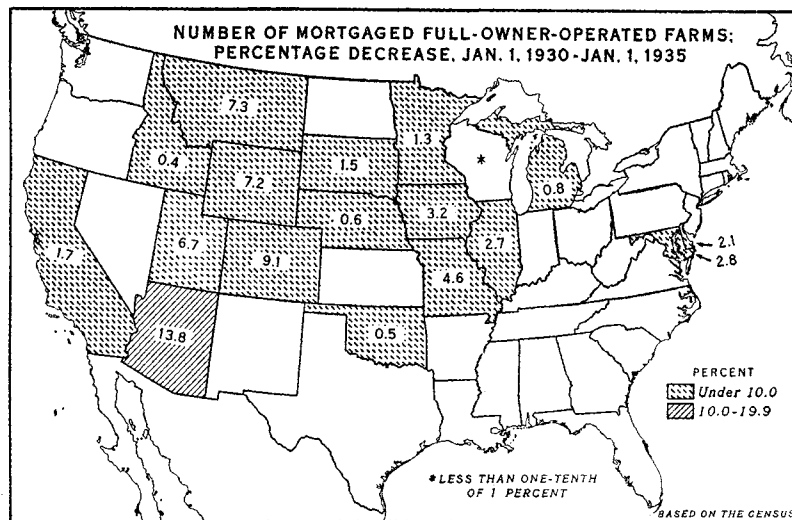 NUMBER OF MORTGAGED FULL-OWNER-OPERATED FARMS:
PERCENTAGE DECREASE, JAN. 1, 1930-JAN. 1, 1935
7.3
1.3
*
0.4
7.2
1.5
0.8
0.6
3.2
2.1
1.7
6.7
9.1
2.7
2.8
4.6
13.8
0.5
PERCENT
Under 10.0
10.0-19.9
* LESS THAN ONE-TENTH
OF 1 PERCENT
BASED ON THE CENSUS